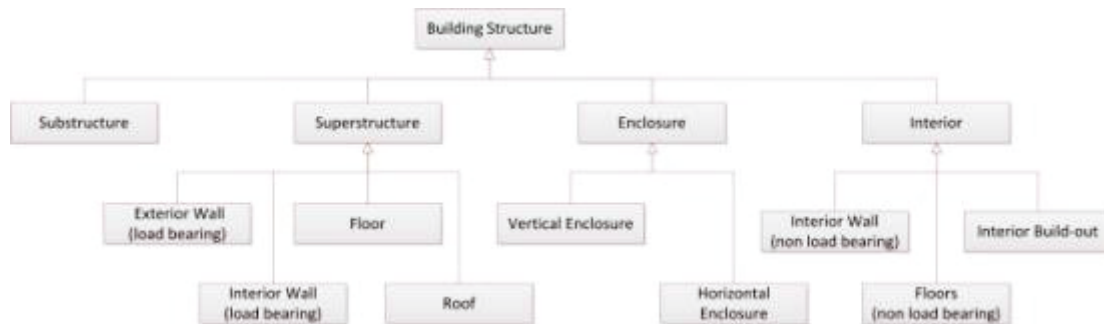 Building Structure
Substructure
Superstructure
Enclosure
Interior
Exterior Wall
(load bearing)
Floor
Vertical Enclosure
Interior Wall
(non load bearing)
Interior Build-out
Interior Wall
(load bearing)
Roof
Horizontal
Enclosure
Floors
(non load bearing)